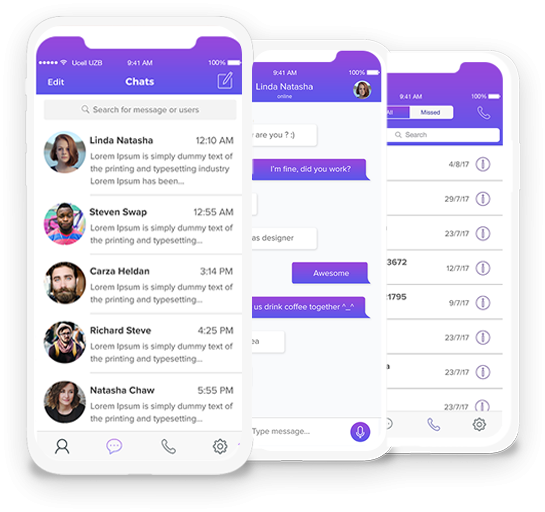 Ucell UZB 9:41 AM 100%
Edit Chats
Search for message or users
Linda Natasha 12:10 AM
Lorem Ipsum is simply dummy text of
the printing and typesetting industry
Lorem Ipsum has been...
Steven Swap 12:55 AM
Lorem Ipsum is simply dummy text of
the printing and typesetting...
Carza Heldan 3:14 PM
Lorem Ipsum is simply dummy text of
the printing and typesetting...
Richard Steve 4:25 PM
Lorem Ipsum is simply dummy text of
the printing and typesetting...
Natasha Chaw 5:55 PM
Lorem Ipsum is simply dummy text of
the printing and typesetting...
9:41 AM 100%
Linda Natasha
online
are you ? :)
I'm fine, did you work?
as designer
Awesome
us drink coffee together ^_^
ea
Type message...
9:41 AM 100%
All Missed
Search
4/8/17
29/7/17
23/7/17
3672 12/7/17
1795 9/7/17
23/7/17
23/7/17
23/7/17